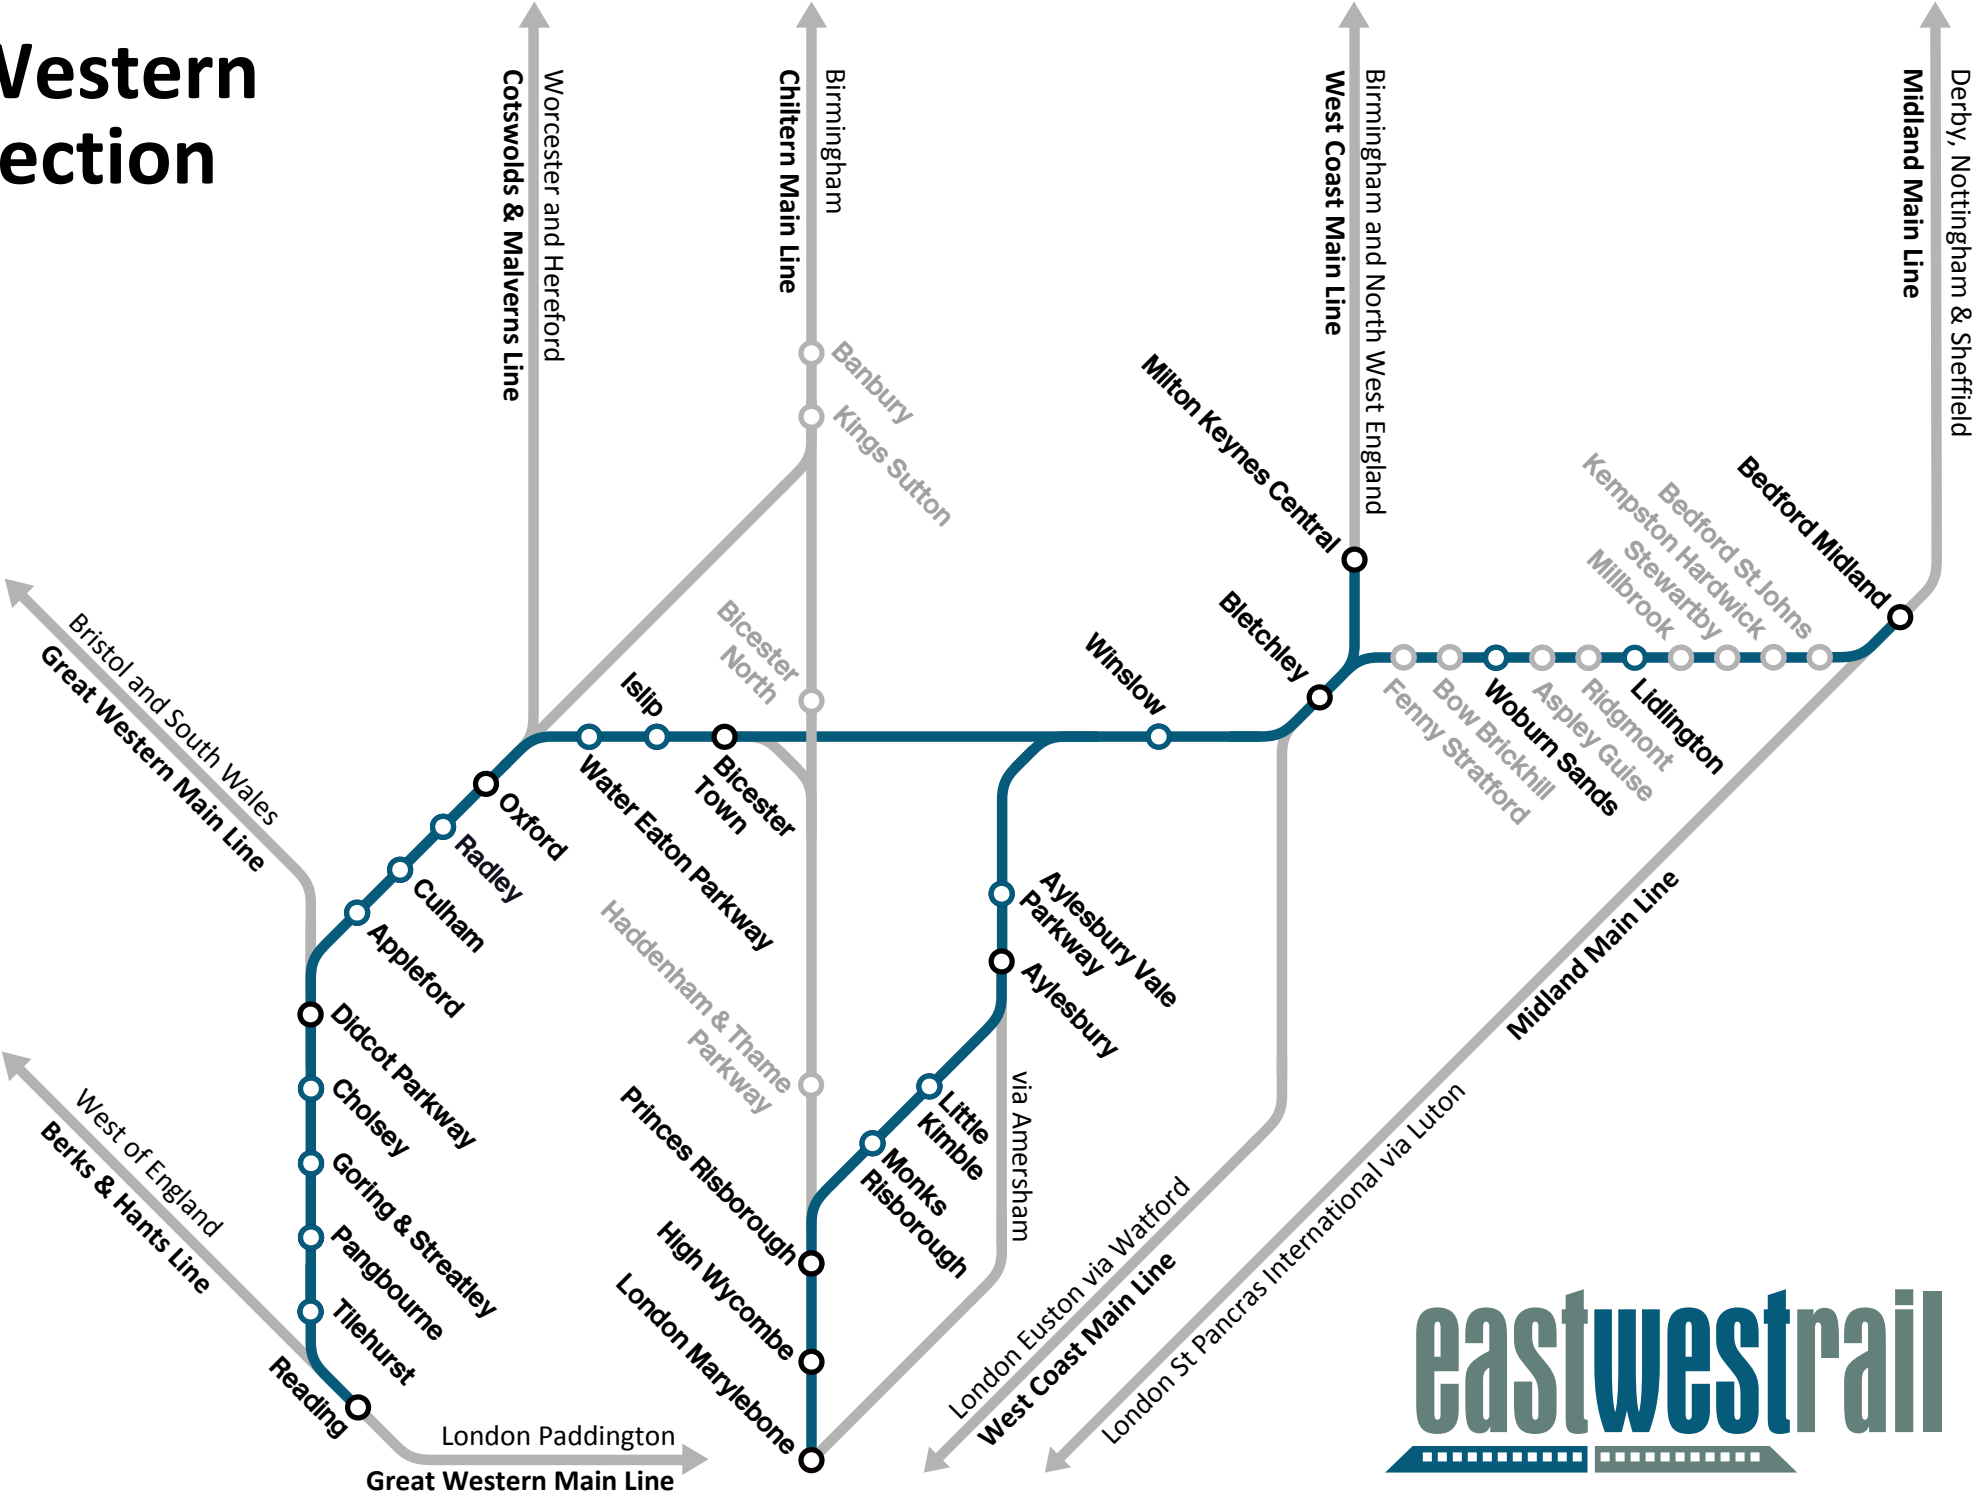 Western
ection
Worcester and Hereford
Cotswolds & Malverns Line
Birmingham
Chiltern Main Line
Birmingham and North West England
West Coast Main Line
Derby, Nottingham & Sheffield
Midland Main Line
Banbury
Kings Sutton
Milton Keynes Central
Bedford Midland
Bedford St Johns
Kempston Hardwick
Stewartby
Millbrook
Bletchley
Winslow
Bicester
North
Islip
Bristol and South Wales
Great Western Main Line
Water Eaton Parkway
Bicester
Town
Fenny Stratford
Bow Brickhill
Woburn Sands
Aspley Guise
Ridgmont
Lidlington
Oxford
Radley
Culham
Appleford
Didcot Parkway
Cholsey
Goring & Streatley
Pangbourne
Tilehurst
Reading
West of England
Berks & Hants Line
Haddenham & Thame
Parkway
Aylesbury Vale
Parkway
Aylesbury
Little
Kimble
Monks
Risborough
Princes Risborough
High Wycombe
London Marylebone
via Amersham
London Euston via Watford
West Coast Main Line
Midland Main Line
London St Pancras International via Luton
London Paddington
Great Western Main Line
eastwestrail